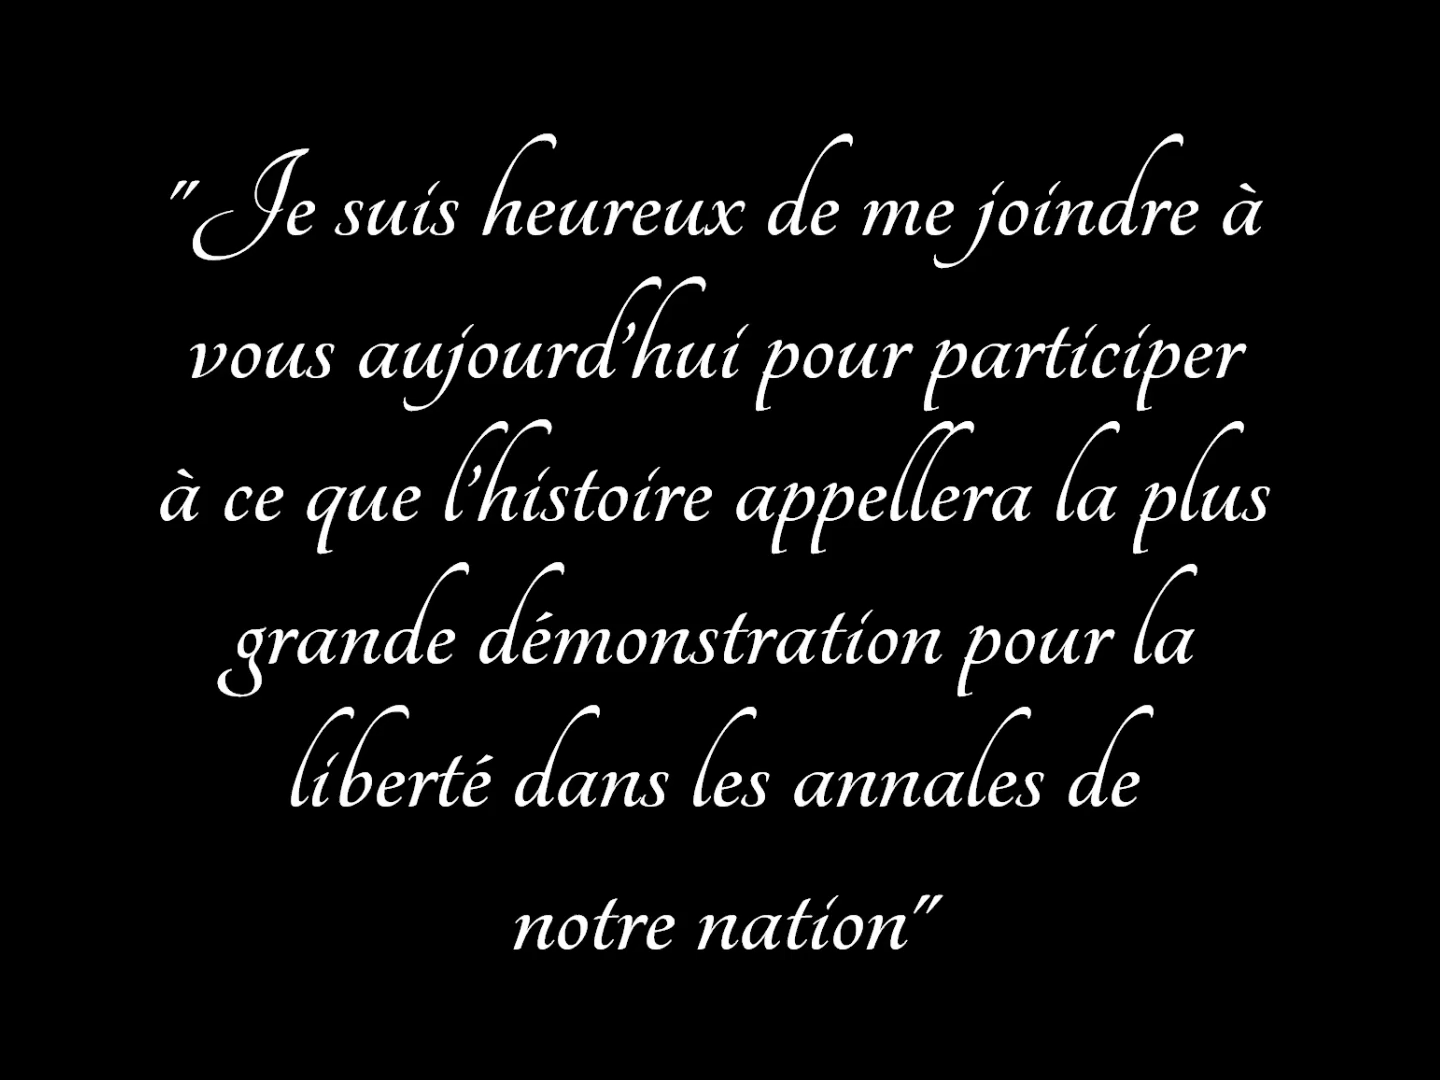 "Je suis heureux de me joindre à
vous aujourd'hui pour participer
à ce que l'histoire appellera la plus
grande démonstration pour la
liberté dans les annales de
notre nation"